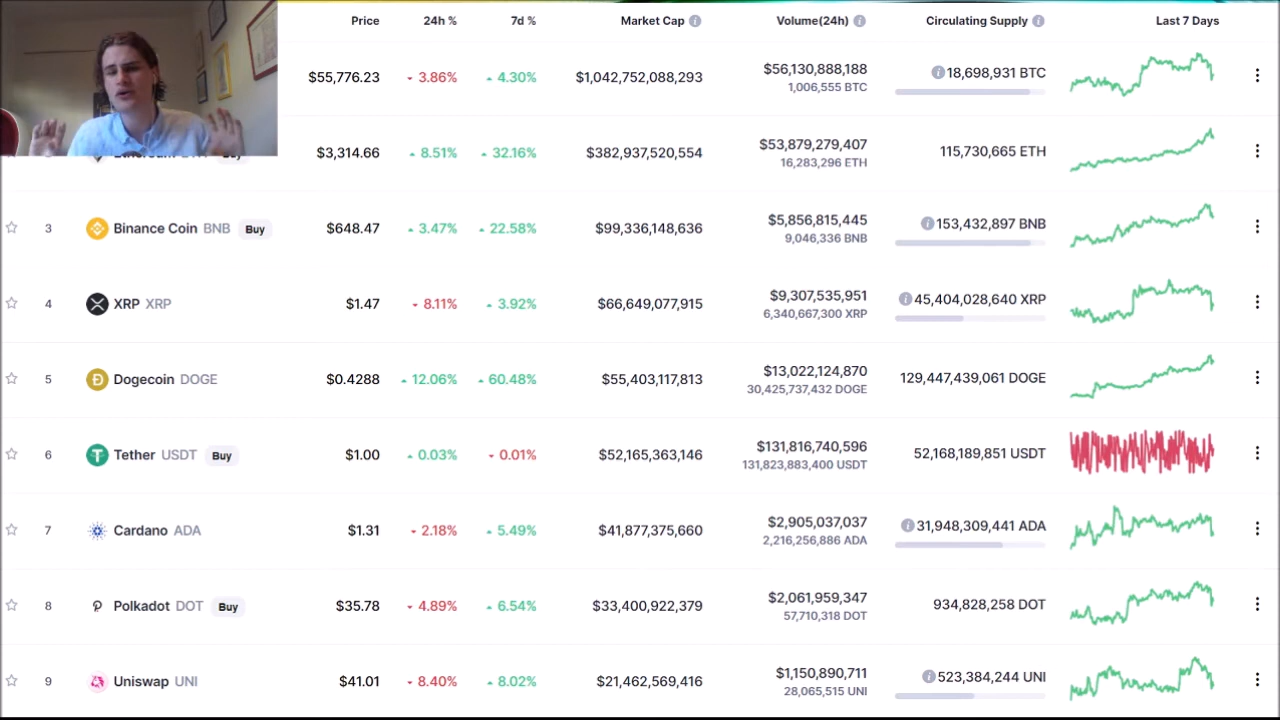 Price 24h % 7d % Market Cap Volume(24h) Circulating Supply Last 7 Days
$55,776.23 3.86% 4.30% $1,042,752,088,293 $56,130,888,188 18,698,931 BTC
1,006,555 BTC
Buy $3,314.66 8.51% 32.16% $382,937,520,554 $53,879,279,407 115,730,665 ETH
16,283,296 ETH
3 Binance Coin BNB Buy $648.47 3.47% 22.58% $99,336,148,636 $5,856,815,445 153,432,897 BNB
9,046,336 BNB
4 XRP XRP $1.47 8.11% 3.92% $66,649,077,915 $9,307,535,951 45,404,028,640 XRP
6,340,667,300 XRP
5 Dogecoin DOGE $0.4288 12.06% 60.48% $55,403,117,813 $13,022,124,870 129,447,439,061 DOGE
30,425,737,432 DOGE
6 Tether USDT Buy $1.00 0.03% 0.01% $52,165,363,146 $131,816,740,596 52,168,189,851 USDT
131,823,883,400 USDT
7 Cardano ADA $1.31 2.18% 5.49% $41,877,375,660 $2,905,037,037 31,948,309,441 ADA
2,216,256,886 ADA
8 Polkadot DOT Buy $35.78 4.89% 6.54% $33,400,922,379 $2,061,959,347 934,828,258 DOT
57,710,318 DOT
9 Uniswap UNI $41.01 8.40% 8.02% $21,462,569,416 $1,150,890,711 523,384,244 UNI
28,065,515 UNI